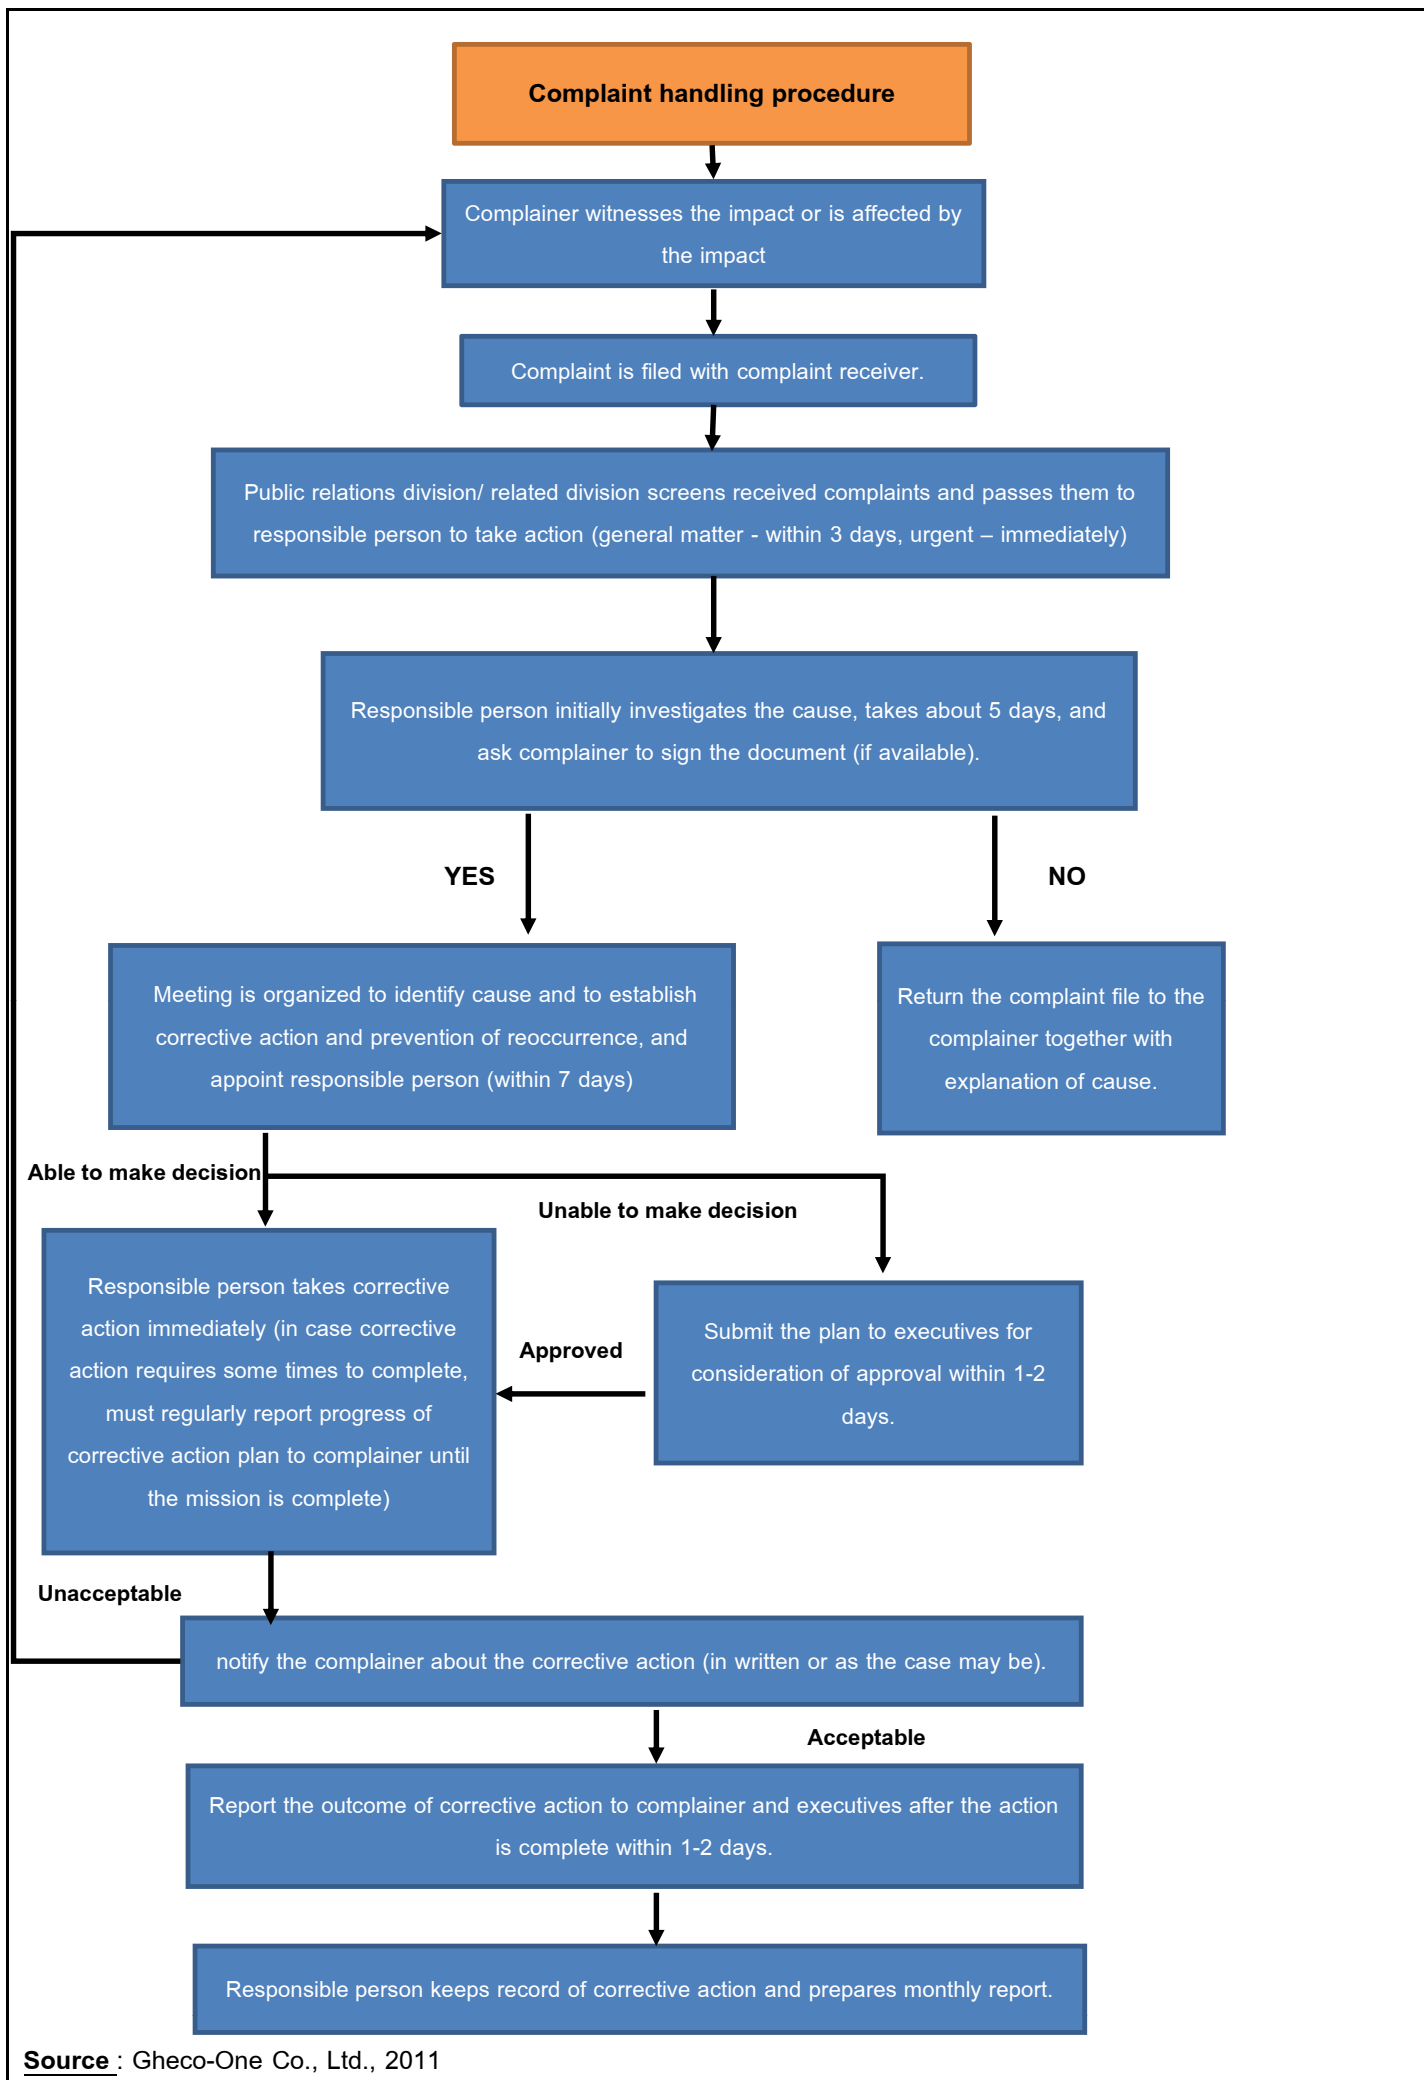 Complaint handling procedure
Complainer witnesses the impact or is affected by
the impact
Complaint is filed with complaint receiver.
Public relations division/ related division screens received complaints and passes them to
responsible person to take action (general matter - within 3 days, urgent – immediately)
Responsible person initially investigates the cause, takes about 5 days, and
ask complainer to sign the document (if available).
YES
NO
Meeting is organized to identify cause and to establish
corrective action and prevention of reoccurrence, and
appoint responsible person (within 7 days)
Return the complaint file to the
complainer together with
explanation of cause.
Able to make decision
Unable to make decision
Responsible person takes corrective
action immediately (in case corrective
action requires some times to complete,
must regularly report progress of
corrective action plan to complainer until
the mission is complete)
Approved
Submit the plan to executives for
consideration of approval within 1-2
days.
Unacceptable
notify the complainer about the corrective action (in written or as the case may be).
Acceptable
Report the outcome of corrective action to complainer and executives after the action
is complete within 1-2 days.
Responsible person keeps record of corrective action and prepares monthly report.
Source : Gheco-One Co., Ltd., 2011